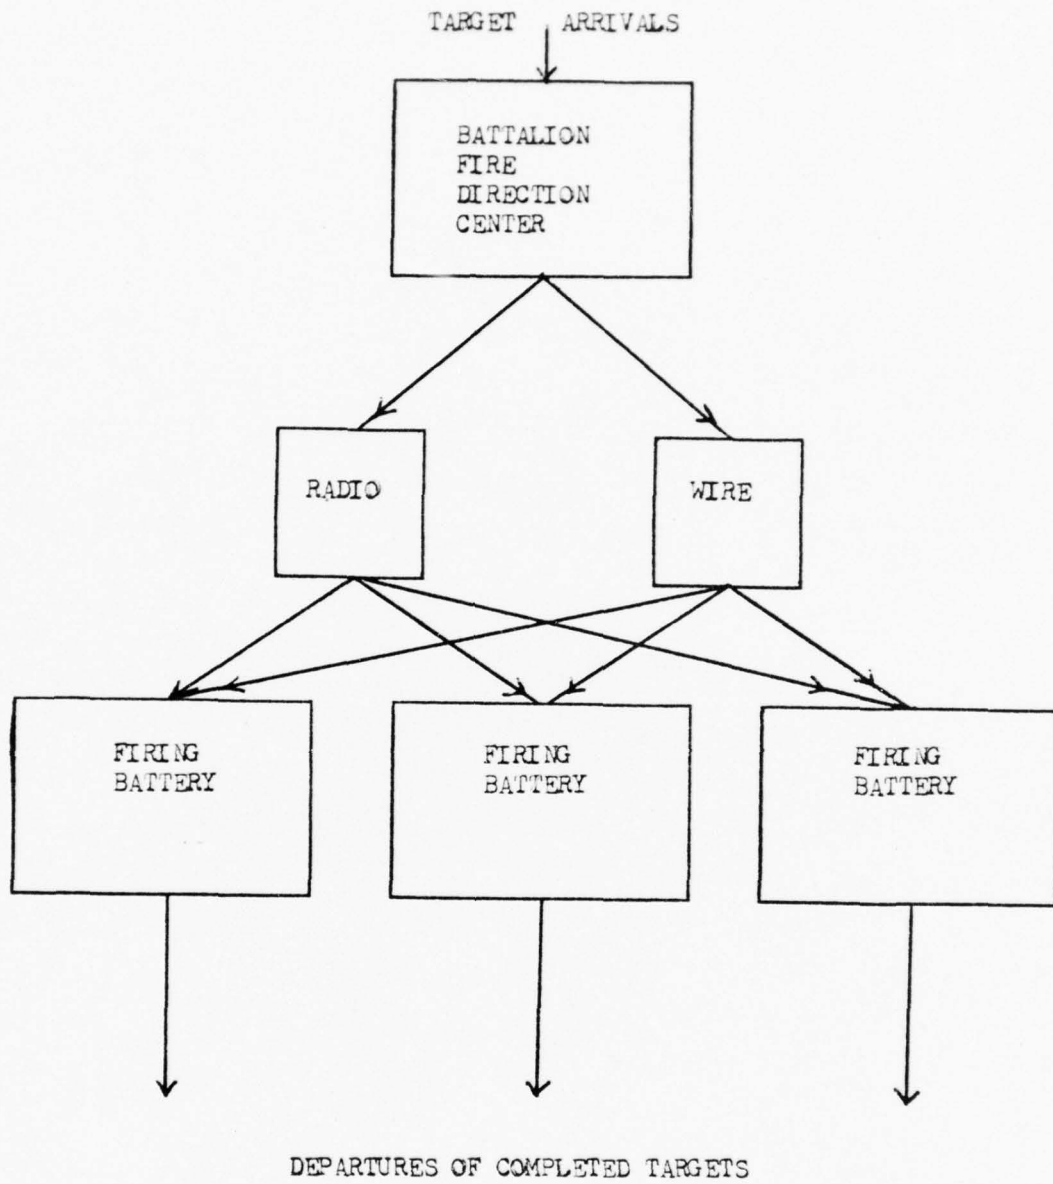 TARGET ARRIVALS
BATTALION
FIRE
DIRECTION
CENTER
RADIO
WIRE
FIRING
BATTERY
FIRING
BATTERY
FIRING
BATTERY
DEPARTURES OF COMPLETED TARGETS